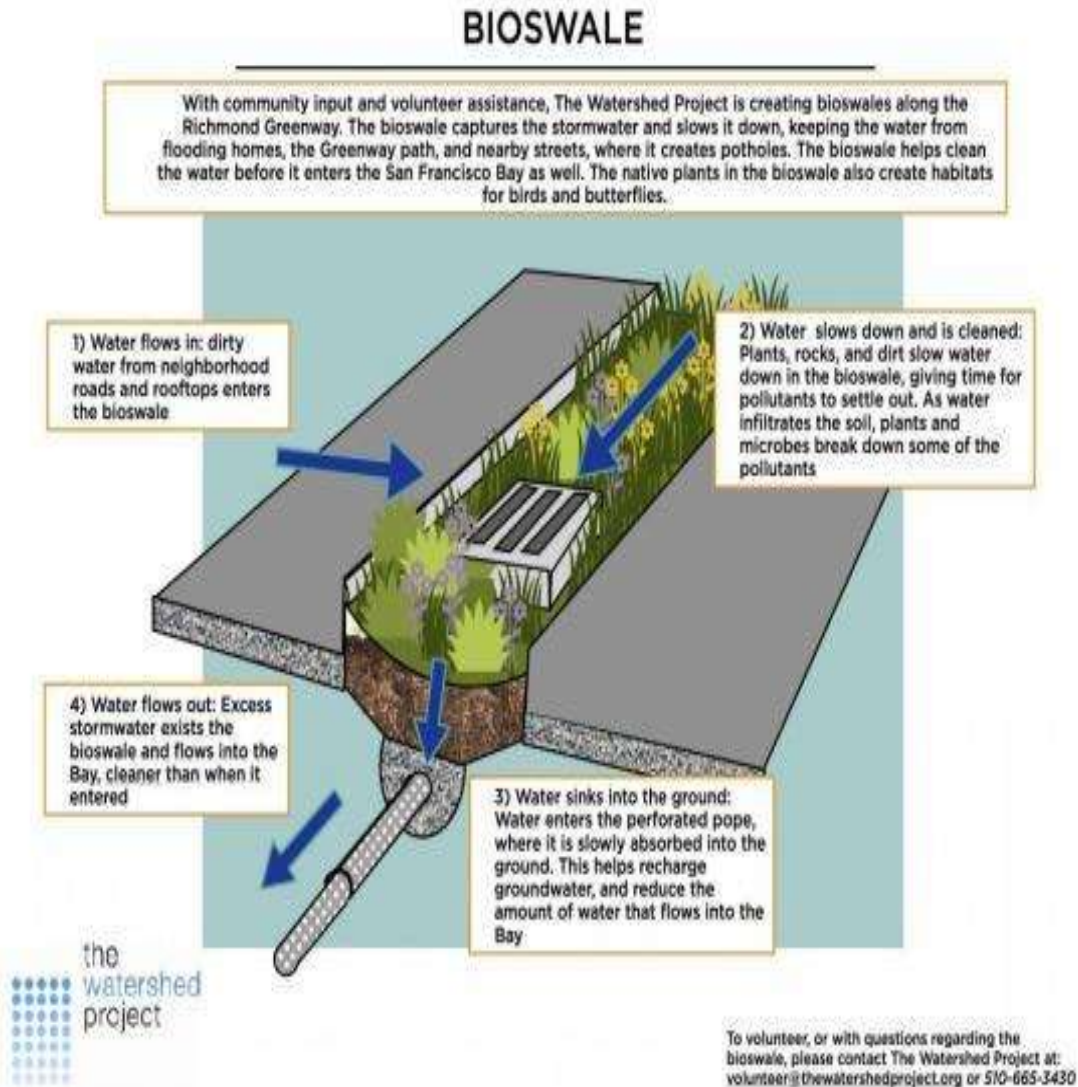 BIOSWALE
With community input and volunteer assistance, The Watershed Project is creating bioswales along the
Richmond Greenway. The bioswale captures the stormwater and slows it down, keeping the water from
flooding homes, the Greenway path, and nearby streets, where it creates potholes. The bioswale helps clean
the water before it enters the San Francisco Bay as well. The native plants in the bioswale also create habitats
for birds and butterflies.
1) Water flows in: dirty
water from neighborhood
roads and rooftops enters
the bioswale
2) Water slows down and is cleaned:
Plants, rocks, and dirt slow water
down in the bioswale, giving time for
pollutants to settle out. As water
infiltrates the soil, plants and
microbes break down some of the
pollutants
4) Water flows out: Excess
stormwater exists the
bioswale and flows into the
Bay, cleaner than when it
entered
3) Water sinks into the ground:
Water enters the perforated pope,
where it is slowly absorbed into the
ground. This helps recharge
groundwater, and reduce the
amount of water that flows into the
Bay
the
watershed
project
To volunteer, or with questions regarding the
bioswale, please contact The Watershed Project at:
volunteer@thewatershedproject.org or 510-665-3430